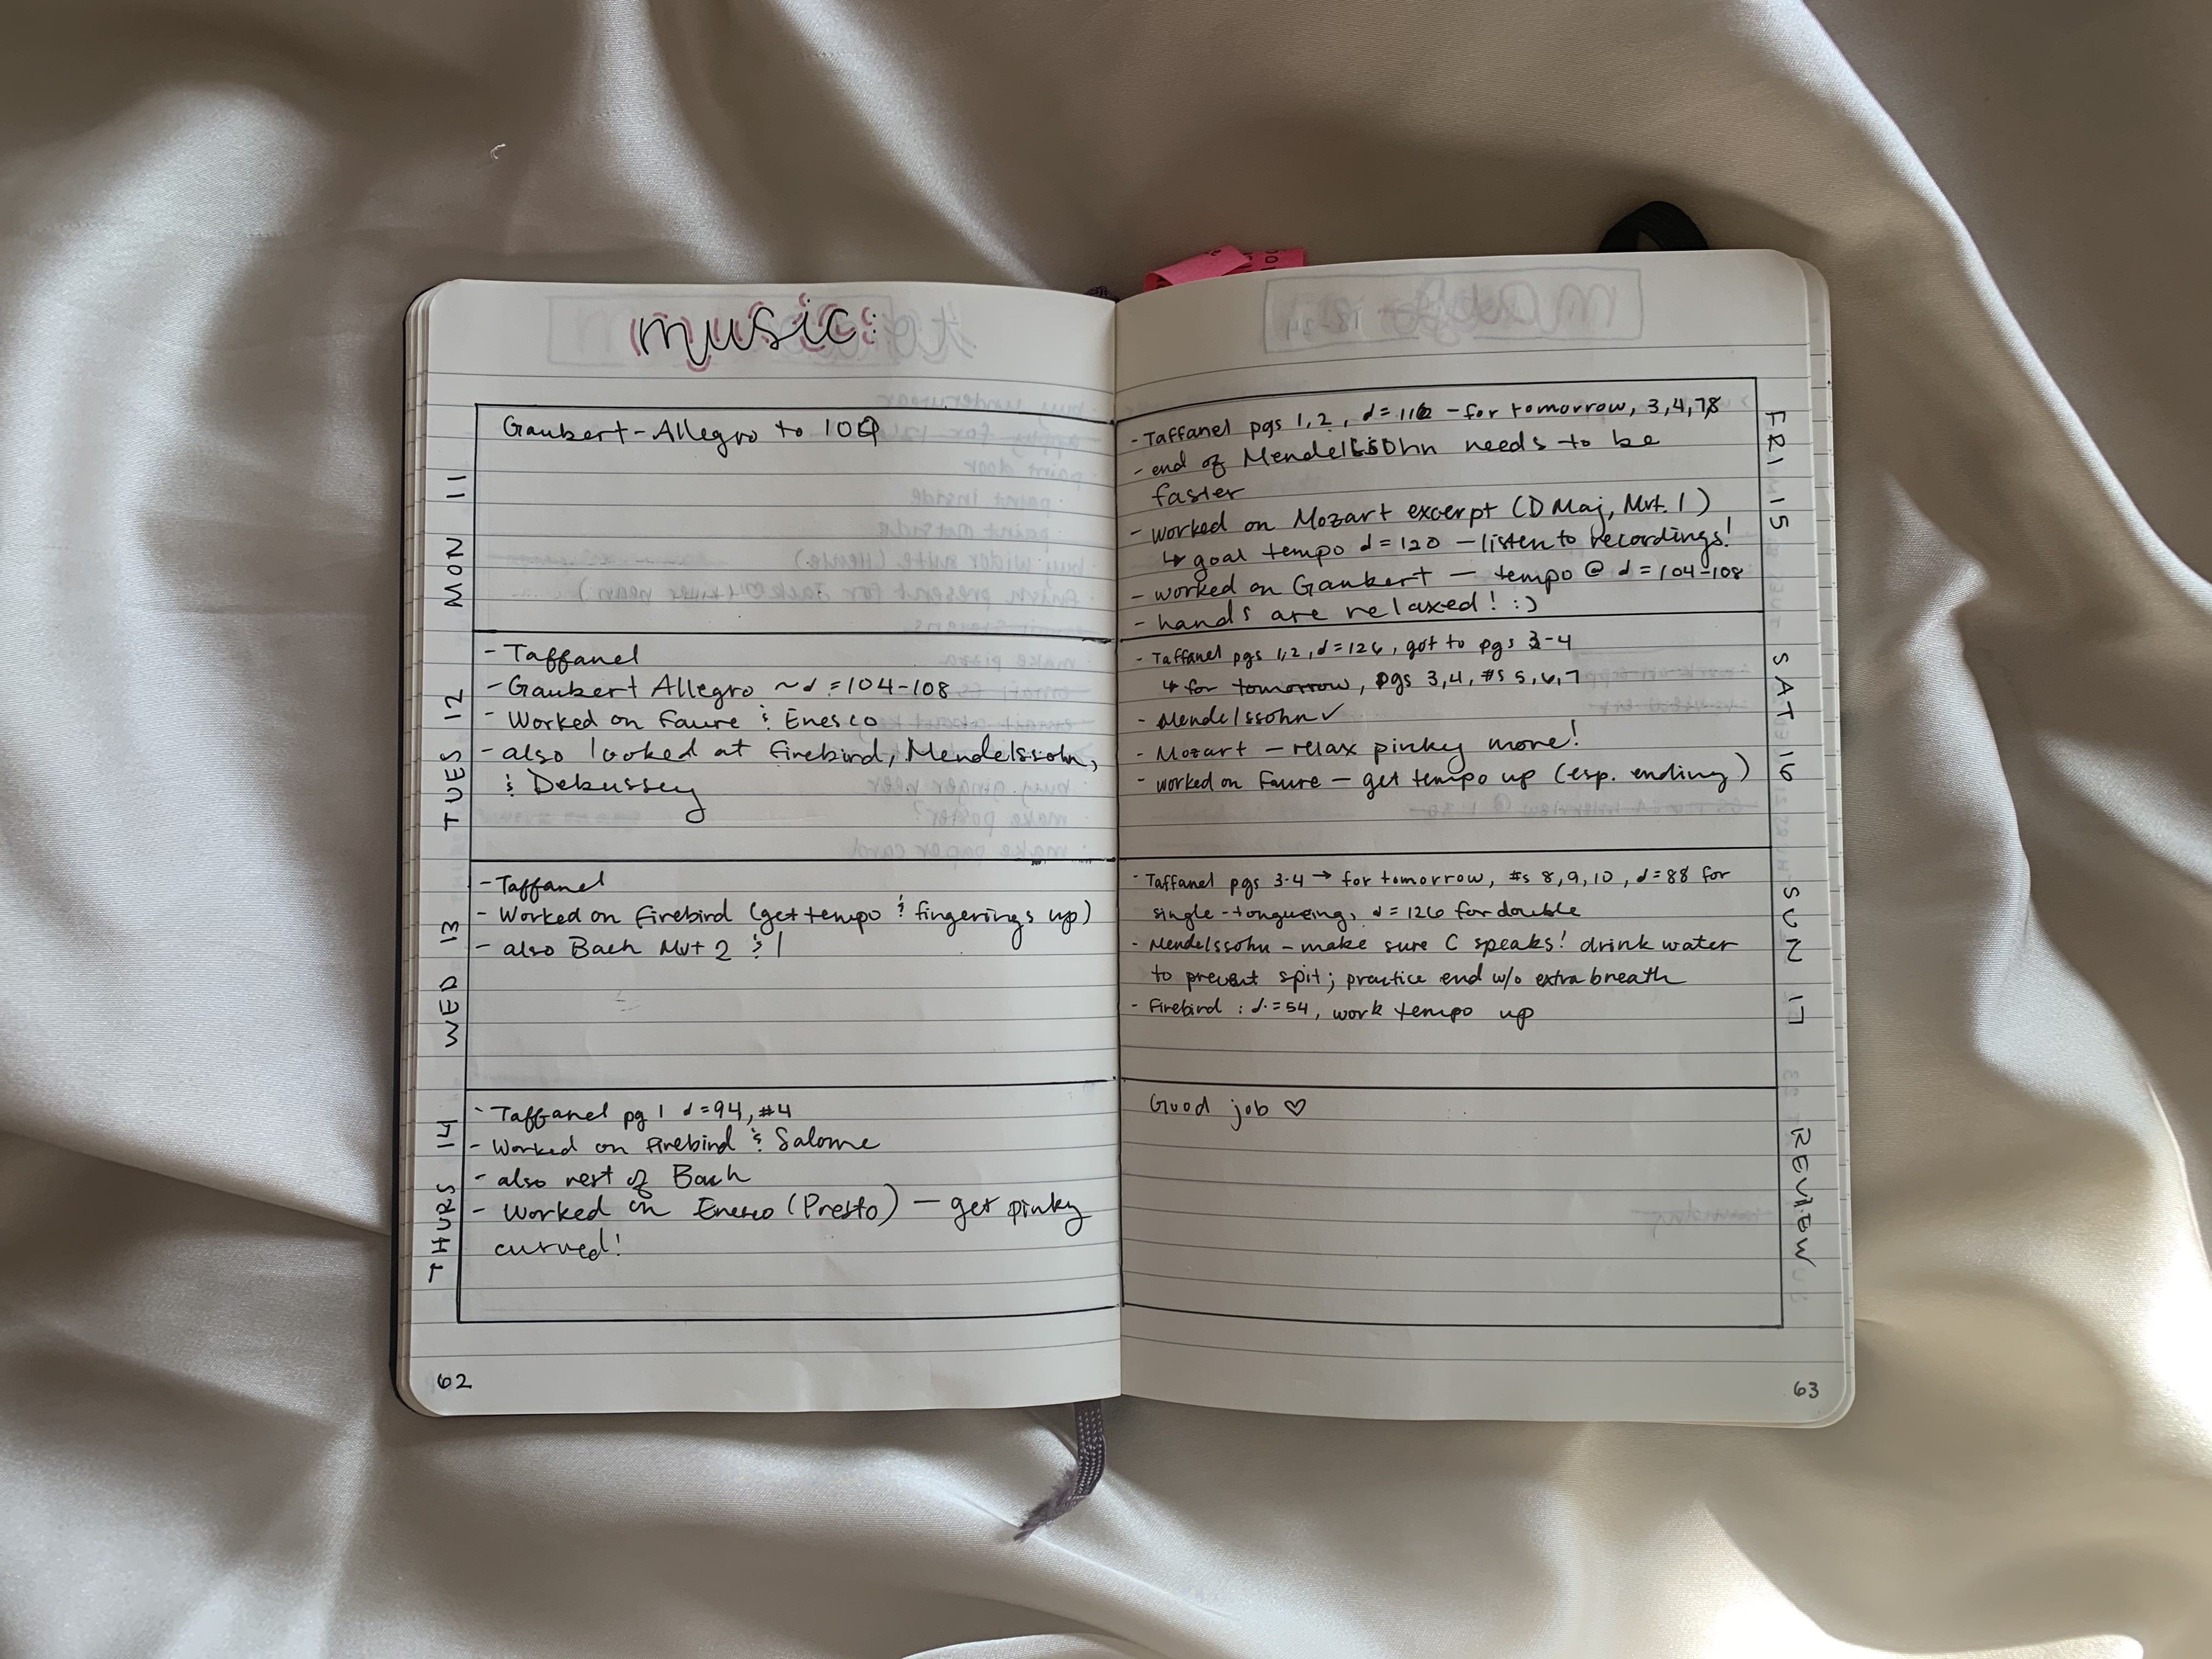 music:
MON 11
Gaubert-Allegro to 100
TUES 12
- Taffanel
- Gaubert Allegro ~ d = 104-108
- Worked on Faure & Enesco
- also looked at Firebird, Mendelssohn,
& Debussey
WED 13
- Taffanel
- Worked on Firebird (get tempo & fingerings up)
- also Bach Mvt 2 & 1
THURS 14
- Taffanel pg 1 d=94, #4
- Worked on Firebird & Salome
- also rest of Bach
- Worked on Enesco (Presto) — get pinky
curved!
62
FRI 15
- Taffanel pgs 1,2, d= - for tomorrow, 3,4,
- end of Mendelssohn needs to be
faster
- worked on Mozart excerpt (D Maj, Mvt. 1)
↳ goal tempo d=120 - listen to recordings!
- worked on Gaubert — tempo @ d=104-108
- hands are relaxed! :)
SAT 16
- Taffanel pgs 1,2, d=126, got to pgs 3-4
↳ for tomorrow, pgs 3,4, #s 5,6,7
- Mendelssohn ✓
- Mozart - relax pinky more!
- worked on Faure - get tempo up (esp. ending)
SUN 17
- Taffanel pgs 3-4 → for tomorrow, #s 8,9,10, d=88 for
single-tongueing, d=126 for double
- Mendelssohn - make sure C speaks! drink water
to prevent spit; practice end w/o extra breath
- Firebird : d.=54, work tempo up
REVIEW
Good job ♡
63